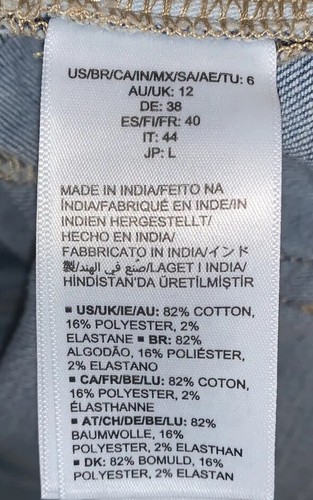 US/BR/CA/IN/MX/SA/AE/TU: 6
AU/UK: 12
DE: 38
ES/FI/FR: 40
IT: 44
JP: L
MADE IN INDIA/FEITO NA
ÍNDIA/FABRIQUÉ EN INDE/IN
INDIEN HERGESTELLT/
HECHO EN INDIA/
FABBRICATO IN INDIA/インド
製/صنع في الهند/LAGET I INDIA/
HİNDİSTAN'DA ÜRETİLMİŞTİR
▪ US/UK/IE/AU: 82% COTTON,
16% POLYESTER, 2%
ELASTANE ▪ BR: 82%
ALGODÃO, 16% POLIÉSTER,
2% ELASTANO
▪ CA/FR/BE/LU: 82% COTON,
16% POLYESTER, 2%
ÉLASTHANNE
▪ AT/CH/DE/BE/LU: 82%
BAUMWOLLE, 16%
POLYESTER, 2% ELASTHAN
▪ DK: 82% BOMULD, 16%
POLYESTER, 2% ELASTAN